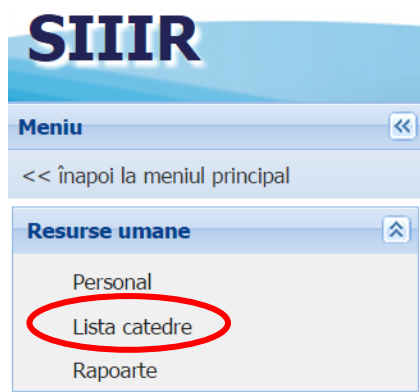 SIIIR
Meniu
<< înapoi la meniul principal
Resurse umane
Personal
Lista catedre
Rapoarte